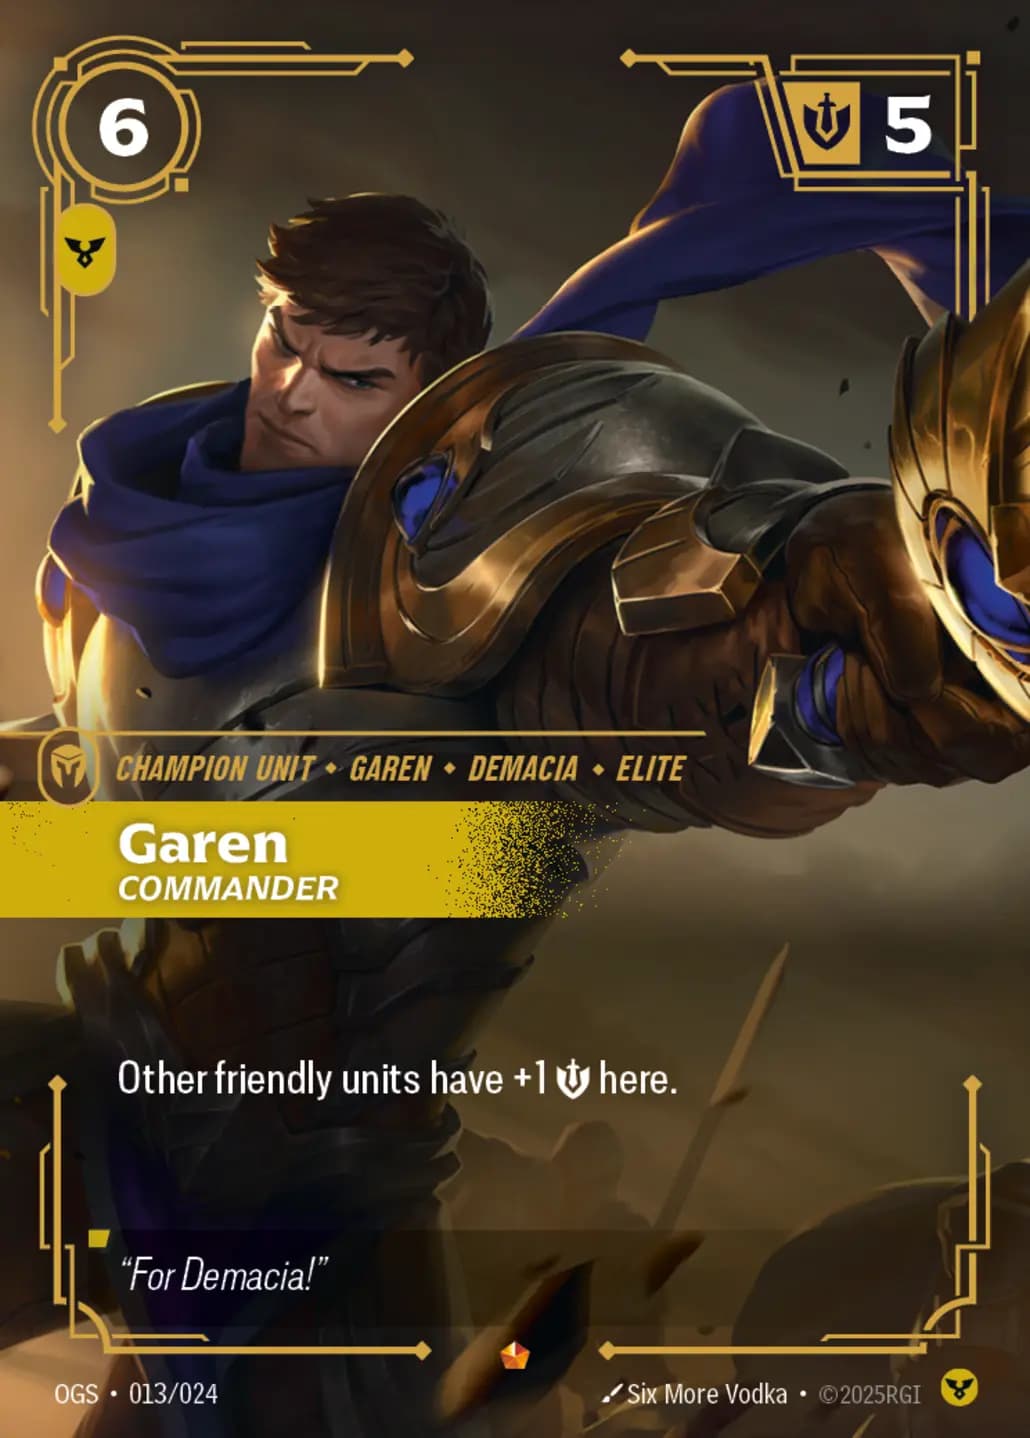 6
5
CHAMPION UNIT • GAREN • DEMACIA • ELITE
Garen
COMMANDER
Other friendly units have +1 here.
“For Demacia!”
OGS • 013/024
Six More Vodka • ©2025RGI